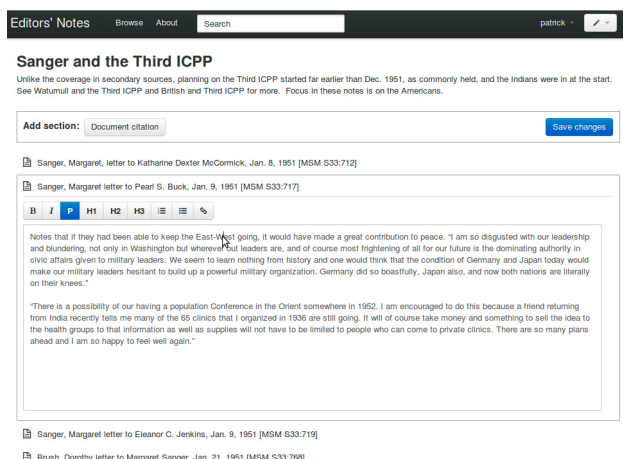 Editors' Notes Browse About Search patrick
Sanger and the Third ICPP
Unlike the coverage in secondary sources, planning on the Third ICPP started far earlier than Dec. 1951, as commonly held, and the Indians were in at the start.
See Watumull and the Third ICPP and British and Third ICPP for more. Focus in these notes is on the Americans.
Add section: Document citation Save changes
Sanger, Margaret, letter to Katharine Dexter McCormick, Jan. 8, 1951 [MSM S33:712]
Sanger, Margaret letter to Pearl S. Buck, Jan. 9, 1951 [MSM S33:717]
B I P H1 H2 H3
Notes that if they had been able to keep the East-West going, it would have made a great contribution to peace. “I am so disgusted with our leadership
and blundering, not only in Washington but wherever but leaders are, and of course most frightening of all for our future is the dominating authority in
civic affairs given to military leaders. We seem to learn nothing from history and one would think that the condition of Germany and Japan today would
make our military leaders hesitant to build up a powerful military organization. Germany did so boastfully, Japan also, and now both nations are literally
on their knees.”
“There is a possibility of our having a population Conference in the Orient somewhere in 1952. I am encouraged to do this because a friend returning
from India recently tells me many of the 65 clinics that I organized in 1936 are still going. It will of course take money and something to sell the idea to
the health groups to that information as well as supplies will not have to be limited to people who can come to private clinics. There are so many plans
ahead and I am so happy to feel well again.”
Sanger, Margaret letter to Eleanor C. Jenkins, Jan. 9, 1951 [MSM S33:719]
Brush, Dorothy letter to Margaret Sanger, Jan. 21, 1951 [MSM S33:768]